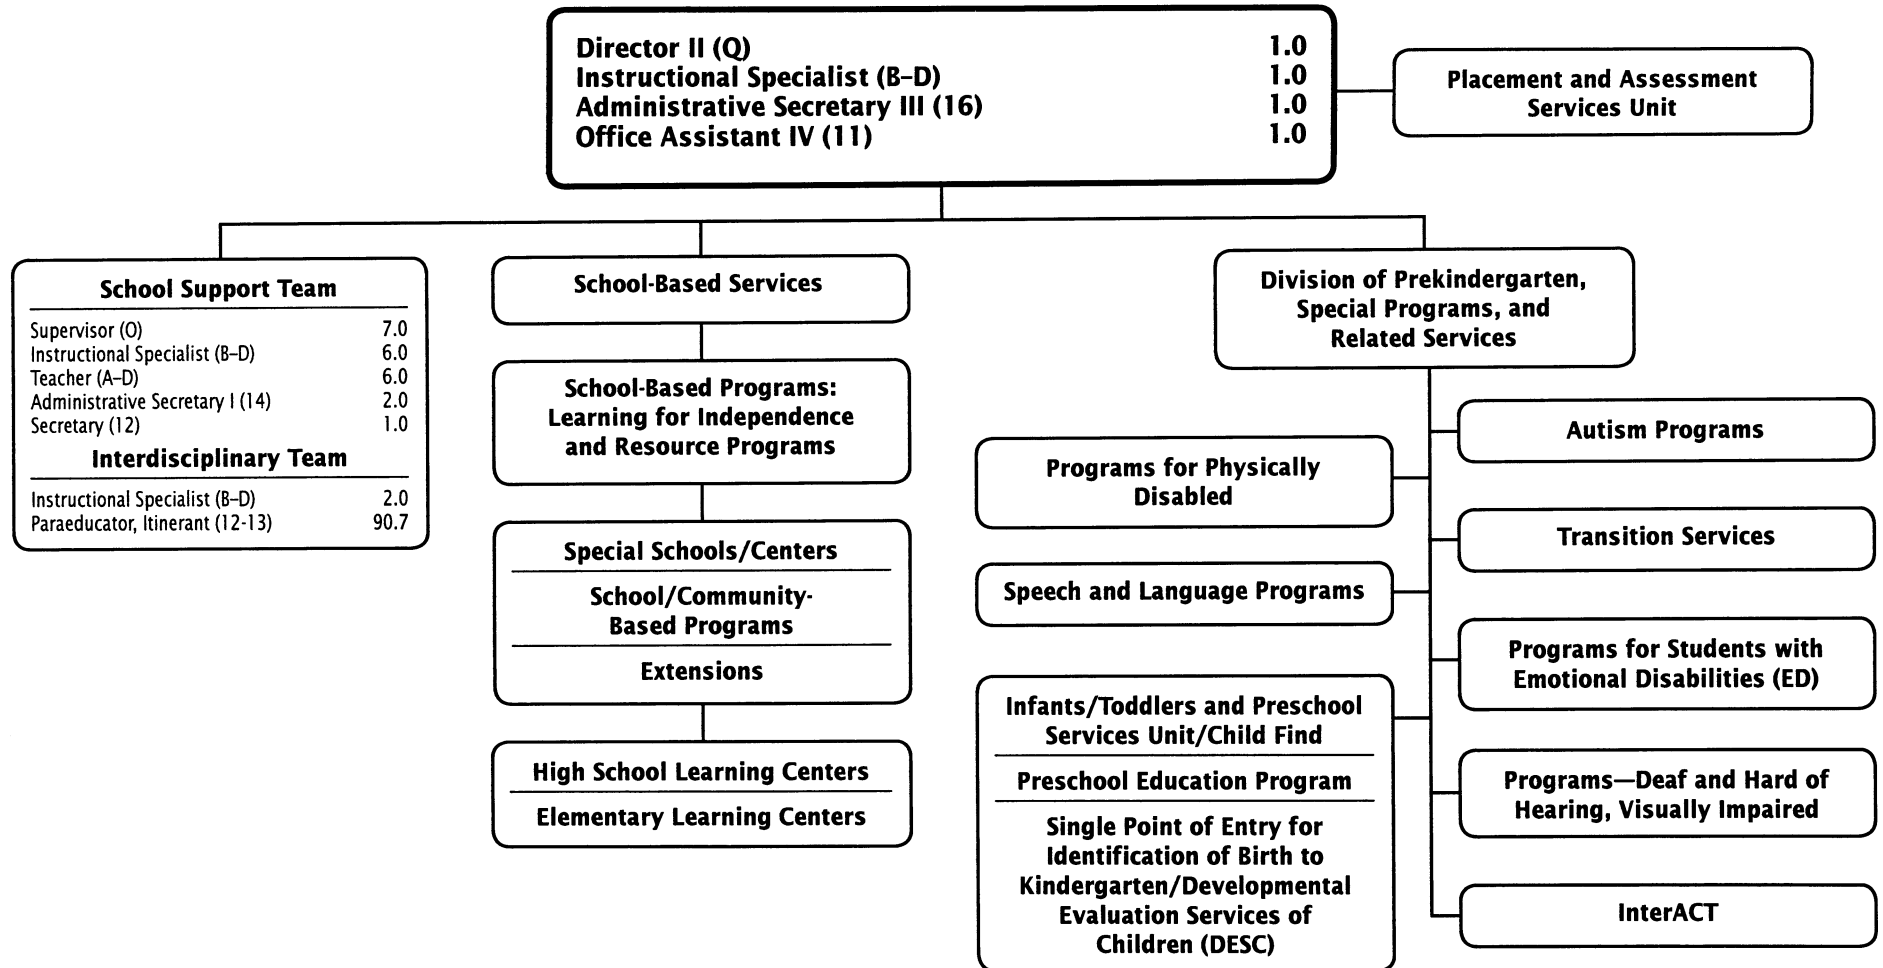 Director II (Q) 1.0
Instructional Specialist (B–D) 1.0
Administrative Secretary III (16) 1.0
Office Assistant IV (11) 1.0
Placement and Assessment
Services Unit
School Support Team
Supervisor (O) 7.0
Instructional Specialist (B–D) 6.0
Teacher (A–D) 6.0
Administrative Secretary I (14) 2.0
Secretary (12) 1.0
Interdisciplinary Team
Instructional Specialist (B–D) 2.0
Paraeducator, Itinerant (12-13) 90.7
School-Based Services
School-Based Programs:
Learning for Independence
and Resource Programs
Special Schools/Centers
School/Community-
Based Programs
Extensions
High School Learning Centers
Elementary Learning Centers
Division of Prekindergarten,
Special Programs, and
Related Services
Programs for Physically
Disabled
Speech and Language Programs
Infants/Toddlers and Preschool
Services Unit/Child Find
Preschool Education Program
Single Point of Entry for
Identification of Birth to
Kindergarten/Developmental
Evaluation Services of
Children (DESC)
Autism Programs
Transition Services
Programs for Students with
Emotional Disabilities (ED)
Programs—Deaf and Hard of
Hearing, Visually Impaired
InterACT